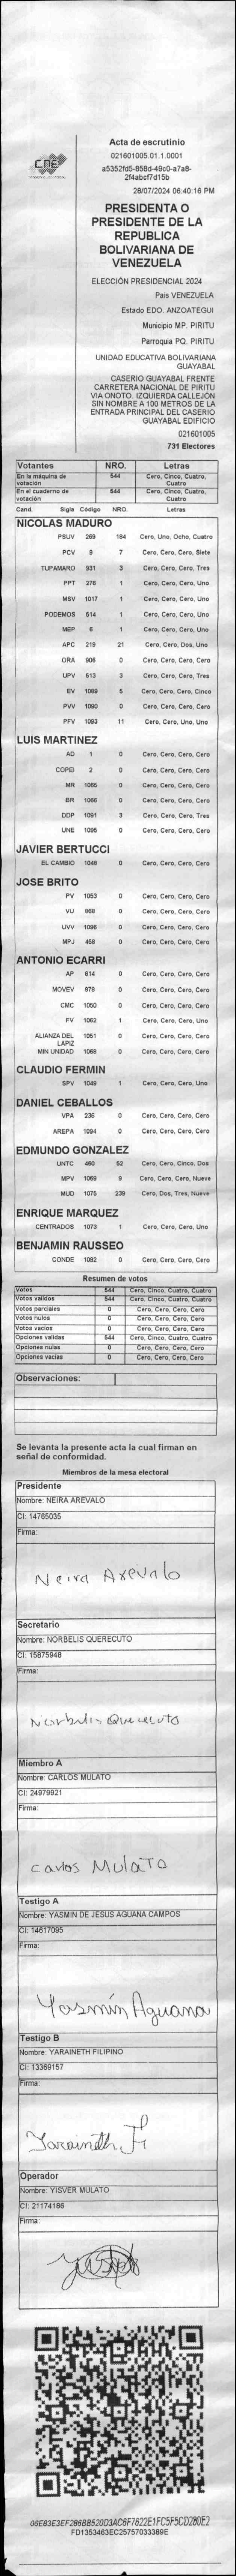 CNE
Acta de escrutinio
021601005.01.1.0001
a5352fd5-858d-49c0-a7a8-
2f4abcf7d15b
28/07/2024 06:40:16 PM
PRESIDENTA O
PRESIDENTE DE LA
REPUBLICA
BOLIVARIANA DE
VENEZUELA
ELECCIÓN PRESIDENCIAL 2024
Pais VENEZUELA
Estado EDO. ANZOATEGUI
Municipio MP. PIRITU
Parroquia PQ. PIRITU
UNIDAD EDUCATIVA BOLIVARIANA
GUAYABAL
CASERIO GUAYABAL FRENTE
CARRETERA NACIONAL DE PIRITU
VIA ONOTO. IZQUIERDA CALLEJÓN
SIN NOMBRE A 100 METROS DE LA
ENTRADA PRINCIPAL DEL CASERIO
GUAYABAL EDIFICIO
021601005
731 Electores
Votantes NRO. Letras
En la maquina de votación 544 Cero, Cinco, Cuatro, Cuatro
En el cuaderno de votación 544 Cero, Cinco, Cuatro, Cuatro
Cand. Sigla Código NRO. Letras
NICOLAS MADURO
PSUV 269 184 Cero, Uno, Ocho, Cuatro
PCV 9 7 Cero, Cero, Cero, Siete
TUPAMARO 931 3 Cero, Cero, Cero, Tres
PPT 276 1 Cero, Cero, Cero, Uno
MSV 1017 1 Cero, Cero, Cero, Uno
PODEMOS 514 1 Cero, Cero, Cero, Uno
MEP 6 1 Cero, Cero, Cero, Uno
APC 219 21 Cero, Cero, Dos, Uno
ORA 906 0 Cero, Cero, Cero, Cero
UPV 513 3 Cero, Cero, Cero, Tres
EV 1089 5 Cero, Cero, Cero, Cinco
PVV 1090 0 Cero, Cero, Cero, Cero
PFV 1093 11 Cero, Cero, Uno, Uno
LUIS MARTINEZ
AD 1 0 Cero, Cero, Cero, Cero
COPEI 2 0 Cero, Cero, Cero, Cero
MR 1065 0 Cero, Cero, Cero, Cero
BR 1066 0 Cero, Cero, Cero, Cero
DDP 1091 3 Cero, Cero, Cero, Tres
UNE 1095 0 Cero, Cero, Cero, Cero
JAVIER BERTUCCI
EL CAMBIO 1048 0 Cero, Cero, Cero, Cero
JOSE BRITO
PV 1053 0 Cero, Cero, Cero, Cero
VU 868 0 Cero, Cero, Cero, Cero
UVV 1096 0 Cero, Cero, Cero, Cero
MPJ 458 0 Cero, Cero, Cero, Cero
ANTONIO ECARRI
AP 814 0 Cero, Cero, Cero, Cero
MOVEV 876 0 Cero, Cero, Cero, Cero
CMC 1050 0 Cero, Cero, Cero, Cero
FV 1062 1 Cero, Cero, Cero, Uno
ALIANZA DEL LAPIZ 1051 0 Cero, Cero, Cero, Cero
MIN UNIDAD 1068 0 Cero, Cero, Cero, Cero
CLAUDIO FERMIN
SPV 1049 1 Cero, Cero, Cero, Uno
DANIEL CEBALLOS
VPA 236 0 Cero, Cero, Cero, Cero
AREPA 1094 0 Cero, Cero, Cero, Cero
EDMUNDO GONZALEZ
UNTC 460 52 Cero, Cero, Cinco, Dos
MPV 1069 9 Cero, Cero, Cero, Nueve
MUD 1075 239 Cero, Dos, Tres, Nueve
ENRIQUE MARQUEZ
CENTRADOS 1073 1 Cero, Cero, Cero, Uno
BENJAMIN RAUSSEO
CONDE 1082 0 Cero, Cero, Cero, Cero
Resumen de votos
Votos 544 Cero, Cinco, Cuatro, Cuatro
Votos validos 544 Cero, Cinco, Cuatro, Cuatro
Votos parciales 0 Cero, Cero, Cero, Cero
Votos nulos 0 Cero, Cero, Cero, Cero
Votos vacios 0 Cero, Cero, Cero, Cero
Opciones validas 544 Cero, Cinco, Cuatro, Cuatro
Opciones nulas 0 Cero, Cero, Cero, Cero
Opciones vacias 0 Cero, Cero, Cero, Cero
Observaciones:
Se levanta la presente acta la cual firman en
señal de conformidad.
Miembros de la mesa electoral
Presidente
Nombre: NEIRA AREVALO
CI: 14765035
Firma:
Neira Arevalo
Secretario
Nombre: NORBELIS QUERECUTO
CI: 15875948
Firma:
Norbelis Querecuto
Miembro A
Nombre: CARLOS MULATO
CI: 24979921
Firma:
Carlos Mulato
Testigo A
Nombre: YASMIN DE JESUS AGUANA CAMPOS
CI: 14617095
Firma:
Yasmín Aguana
Testigo B
Nombre: YARAINETH FILIPINO
CI: 13369157
Firma:
Yaraineth Fi
Operador
Nombre: YISVER MULATO
CI: 21174186
Firma:
06E83E3EF286BB520D3AC6F7622E1FC5F5CD280E2
FD1353463EC25757033389E